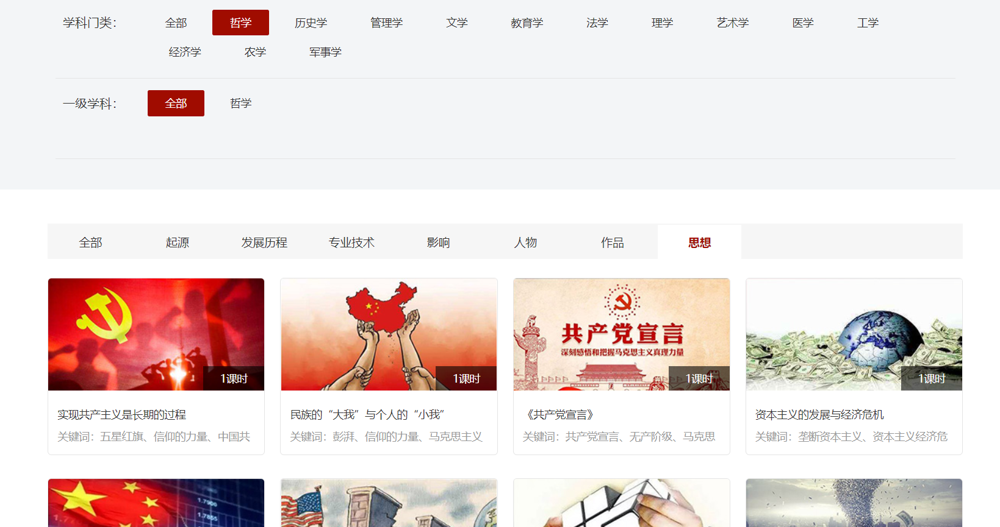 学科门类： 全部 哲学 历史学 管理学 文学 教育学 法学 理学 艺术学 医学 工学
经济学 农学 军事学
一级学科： 全部 哲学
全部 起源 发展历程 专业技术 影响 人物 作品 思想
共产党宣言
深刻感悟和把握马克思主义真理力量
1课时 1课时 1课时 1课时
实现共产主义是长期的过程 民族的“大我”与个人的“小我” 《共产党宣言》 资本主义的发展与经济危机
关键词：五星红旗、信仰的力量、中国共 关键词：彭湃、信仰的力量、马克思主义 关键词：共产党宣言、无产阶级、马克思 关键词：垄断资本主义、资本主义经济危
1.7966
1.7855